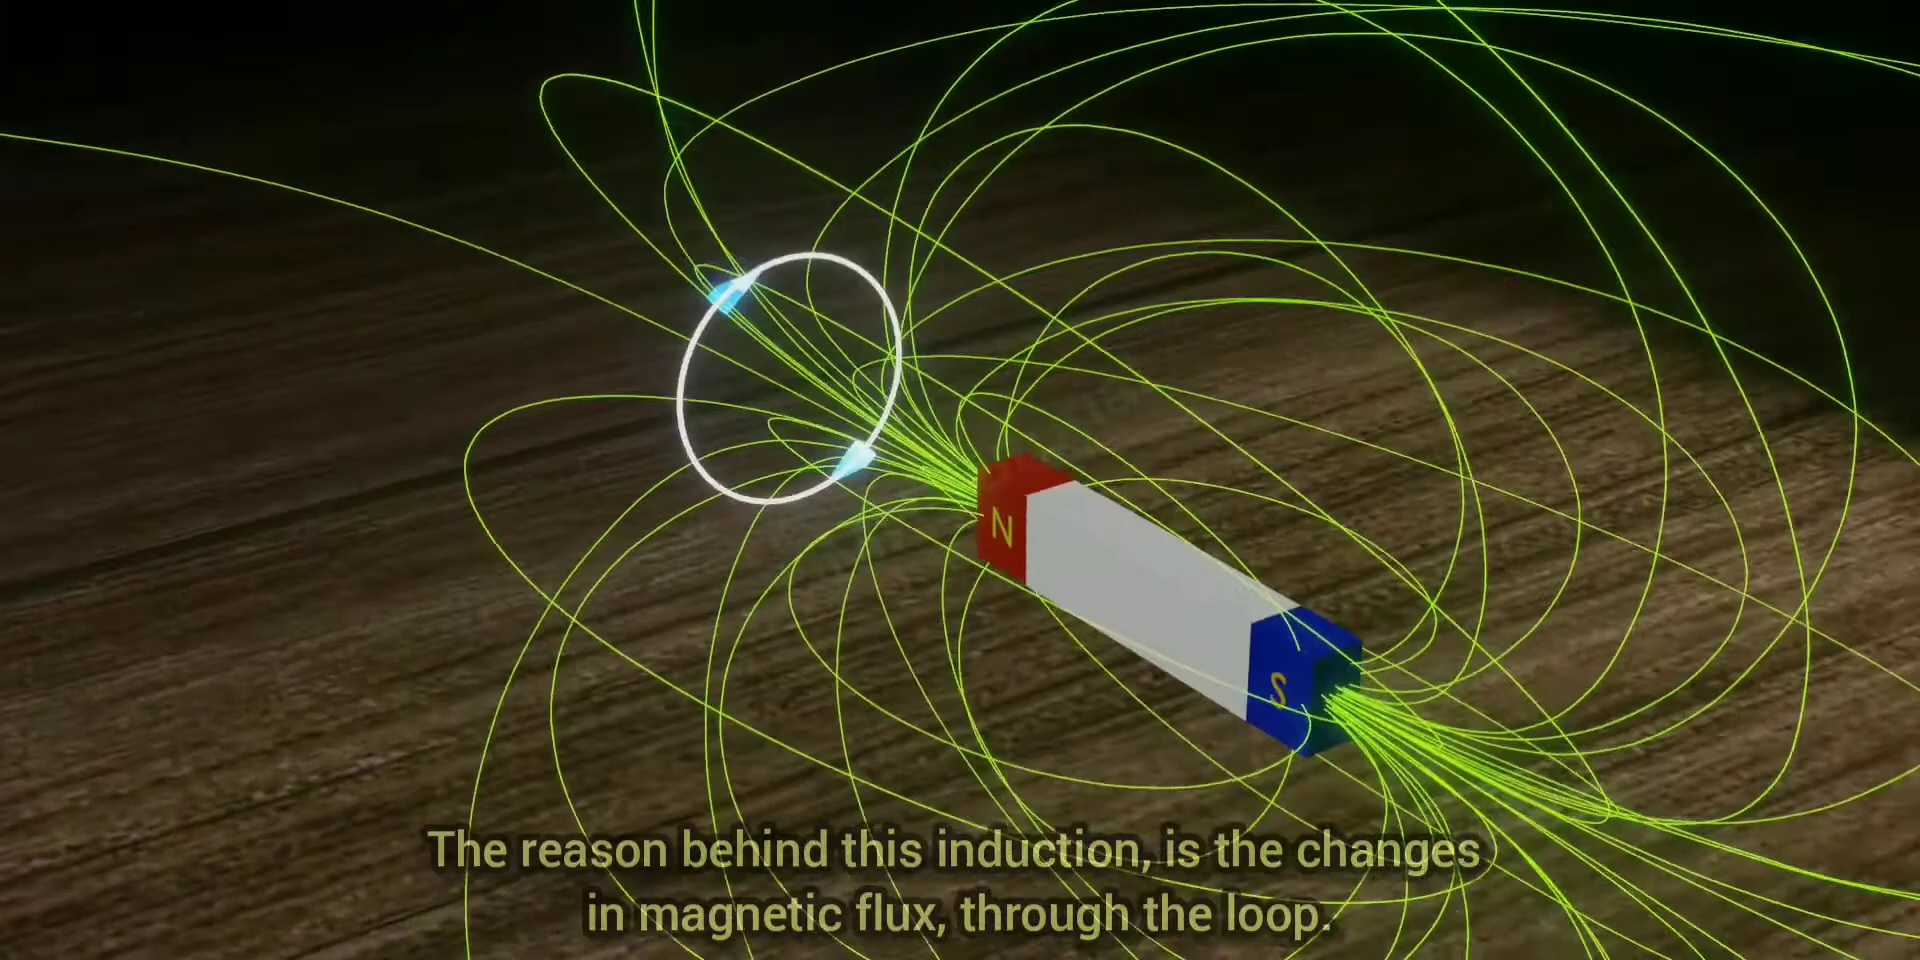 N
S
The reason behind this induction, is the changes
in magnetic flux, through the loop.